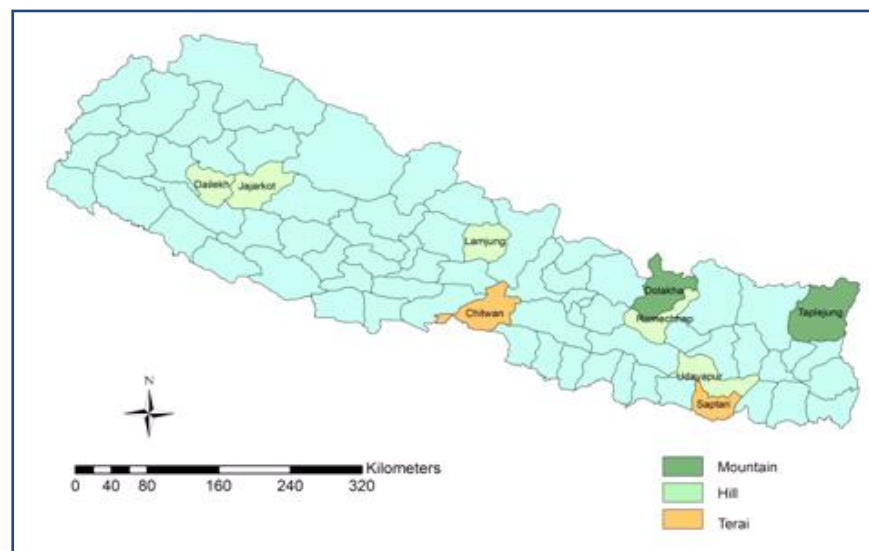 Dailekh
Jajarkot
Lamjung
Dolakha
Chitwan
Ramechhap
Taplejung
Udayapur
Saptari
N
Kilometers
0 40 80 160 240 320
Mountain
Hill
Terai